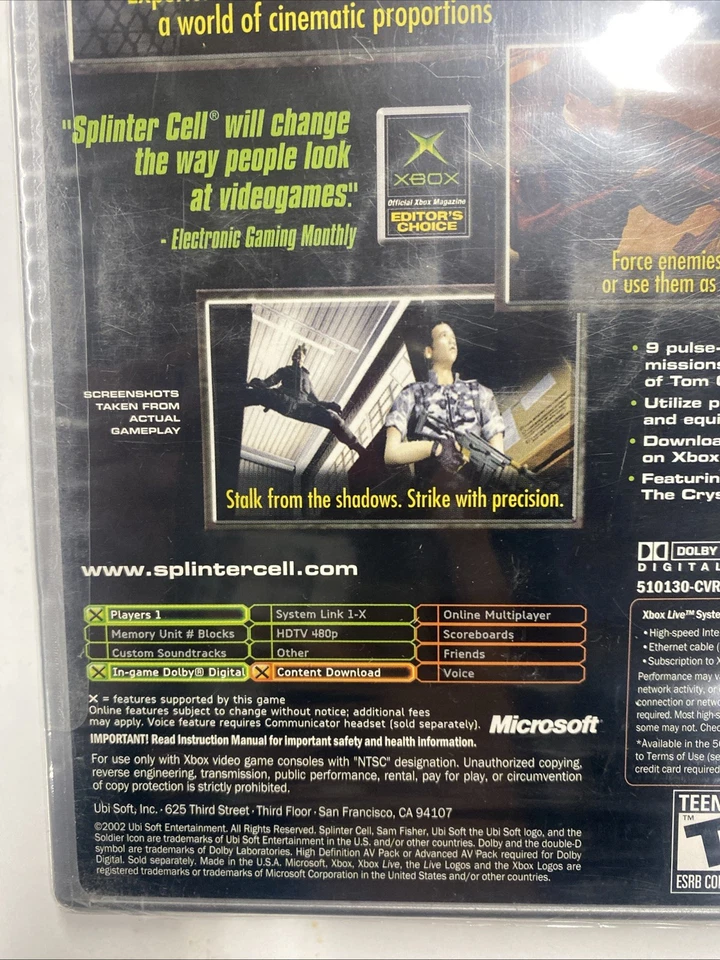 a world of cinematic proportions
"Splinter Cell® will change
the way people look
at videogames."
- Electronic Gaming Monthly
XBOX
Official Xbox Magazine
EDITOR'S
CHOICE
Force enemies
or use them as
SCREENSHOTS
TAKEN FROM
ACTUAL
GAMEPLAY
Stalk from the shadows. Strike with precision.
• 9 pulse-
missions
of Tom
• Utilize
and equi
• Downloa
on Xbox
• Featurin
The Crys
www.splintercell.com
DOLBY
DIGITAL
510130-CVR
X Players 1
System Link 1-X
Online Multiplayer
Memory Unit # Blocks
HDTV 480p
Scoreboards
Custom Soundtracks
Other
Friends
X In-game Dolby® Digital
X Content Download
Voice
X = features supported by this game
Online features subject to change without notice; additional fees
may apply. Voice feature requires Communicator headset (sold separately).
Microsoft
IMPORTANT! Read Instruction Manual for important safety and health information.
For use only with Xbox video game consoles with "NTSC" designation. Unauthorized copying,
reverse engineering, transmission, public performance, rental, pay for play, or circumvention
of copy protection is strictly prohibited.
Ubi Soft, Inc. · 625 Third Street · Third Floor · San Francisco, CA 94107
©2002 Ubi Soft Entertainment. All Rights Reserved. Splinter Cell, Sam Fisher, Ubi Soft the Ubi Soft logo, and the
Soldier Icon are trademarks of Ubi Soft Entertainment in the U.S. and/or other countries. Dolby and the double-D
symbol are trademarks of Dolby Laboratories. High Definition AV Pack or Advanced AV Pack required for Dolby
Digital. Sold separately. Made in the U.S.A. Microsoft, Xbox, Xbox Live, the Live Logos and the Xbox Logos are
registered trademarks or trademarks of Microsoft Corporation in the United States and/or other countries.
Xbox Live™ Syste
• High-speed Inte
• Ethernet cable (
• Subscription to X
Performance may va
network activity, or
connection or netwo
required. Most high-s
some may not. Chec
*Available in the 5
to Terms of Use (se
credit card required
TEEN
TM
T
ESRB CO